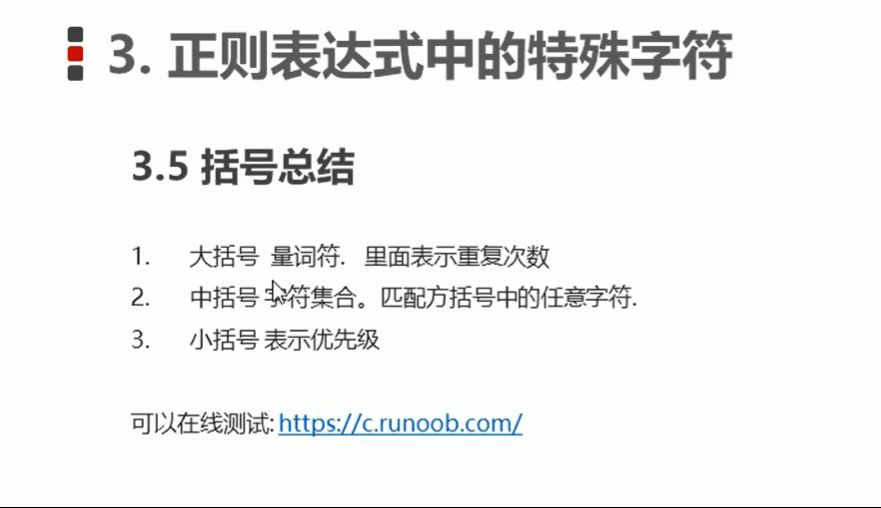 3. 正则表达式中的特殊字符
3.5 括号总结
1. 大括号 量词符. 里面表示重复次数
2. 中括号 字符集合。匹配方括号中的任意字符.
3. 小括号 表示优先级
可以在线测试: https://c.runoob.com/